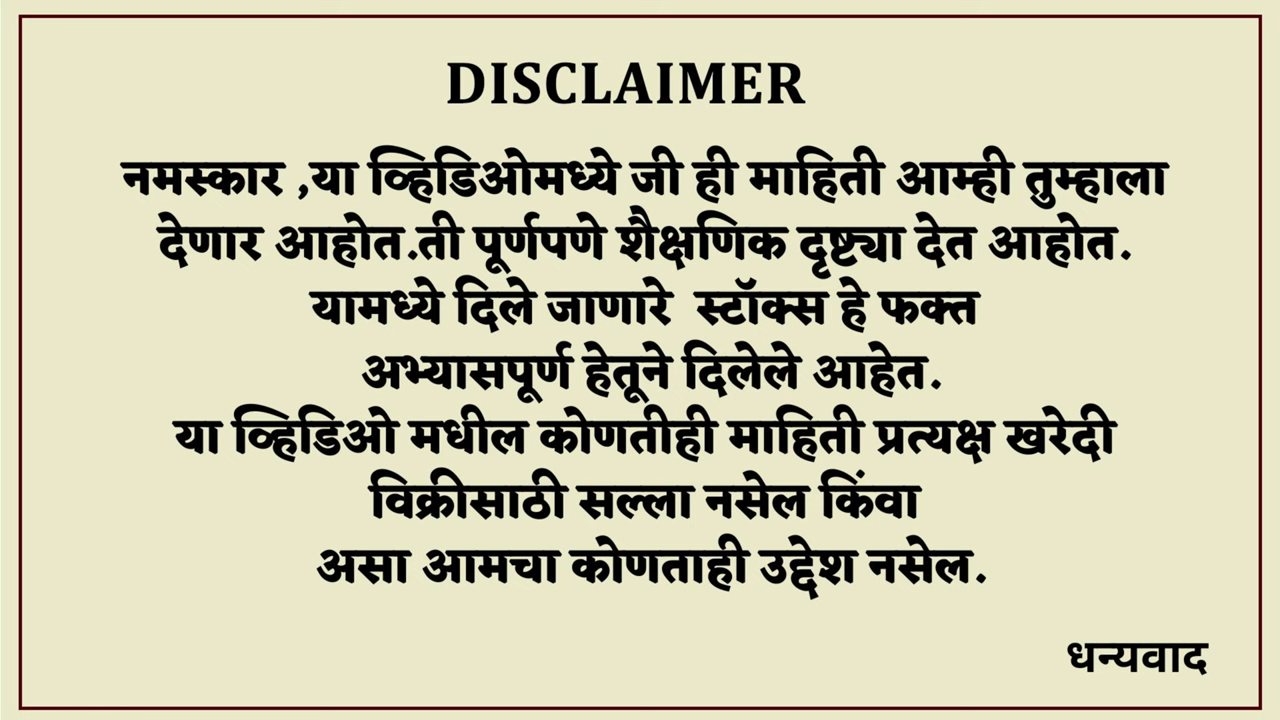 DISCLAIMER
नमस्कार ,या व्हिडिओमध्ये जी ही माहिती आम्ही तुम्हाला
देणार आहोत.ती पूर्णपणे शैक्षणिक दृष्ट्या देत आहोत.
यामध्ये दिले जाणारे  स्टॉक्स हे फक्त
अभ्यासपूर्ण हेतूने दिलेले आहेत.
या व्हिडिओ मधील कोणतीही माहिती प्रत्यक्ष खरेदी
विक्रीसाठी सल्ला नसेल किंवा
असा आमचा कोणताही उद्देश नसेल.
धन्यवाद